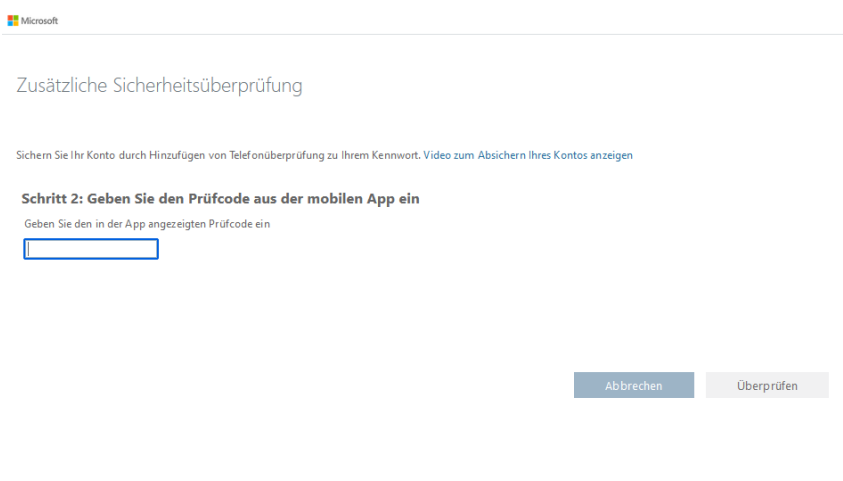 Microsoft
Zusätzliche Sicherheitsüberprüfung
Sichern Sie Ihr Konto durch Hinzufügen von Telefonüberprüfung zu Ihrem Kennwort. Video zum Absichern Ihres Kontos anzeigen
Schritt 2: Geben Sie den Prüfcode aus der mobilen App ein
Geben Sie den in der App angezeigten Prüfcode ein
Abbrechen
Überprüfen